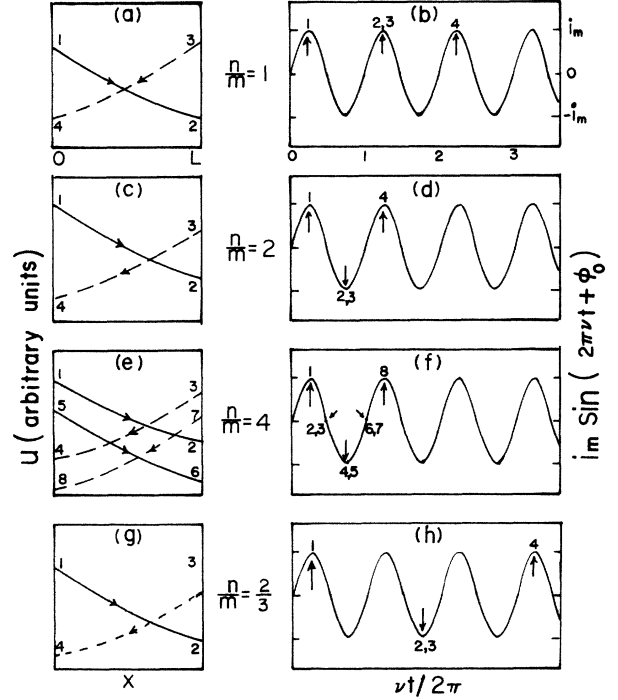 (a)
1
3
4
2
O
L
n/m = 1
(b)
1
2,3
4
i_m
0
-i_m
0
1
2
3
(c)
1
3
4
2
n/m = 2
(d)
1
4
2,3
(e)
1
3
5
7
4
2
8
6
n/m = 4
(f)
1
8
2,3
6,7
4,5
(g)
1
3
4
2
n/m = 2/3
(h)
1
4
2,3
U (arbitrary units)
i_m Sin ( 2πνt + Φ_0 )
X
νt/2π